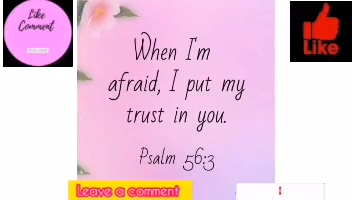 Like
Comment
When I'm
afraid, I put my
trust in you.
Psalm 56:3
Like
Leave a comment